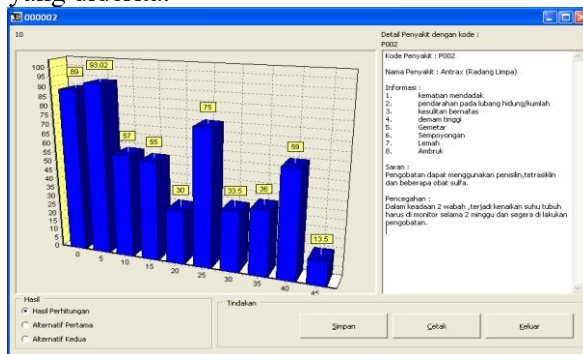 000002
10
Detail Penyakit dengan kode :
P002
100
95
90
85
80
75
70
65
60
55
50
45
40
35
30
25
20
15
10
5
0
89
93.02
57
55
30
75
33.5
36
59
13.5
0
5
10
15
20
25
30
35
40
45
Kode Penyakit : P002
Nama Penyakit : Antrax (Radang Limpa)
Informasi :
1. kematian mendadak
2. pendarahan pada lubang hidung/kumlah
3. kesulitan bernafas
4. demam tinggi
5. Gemetar
6. Sempoyongan
7. Lemah
8. Ambruk
Saran :
Pengobatan dapat menggunakan penisilin,tetrasiklin
dan beberapa obat sulfa.
Pencegahan :
Dalam keadaan 2 wabah ,terjadi kenaikan suhu tubuh
harus di monitor selama 2 minggu dan segera di lakukan
pengobatan.
Hasil
Hasil Perhitungan
Alternatif Pertama
Alternatif Kedua
Tindakan
Simpan
Cetak
Keluar